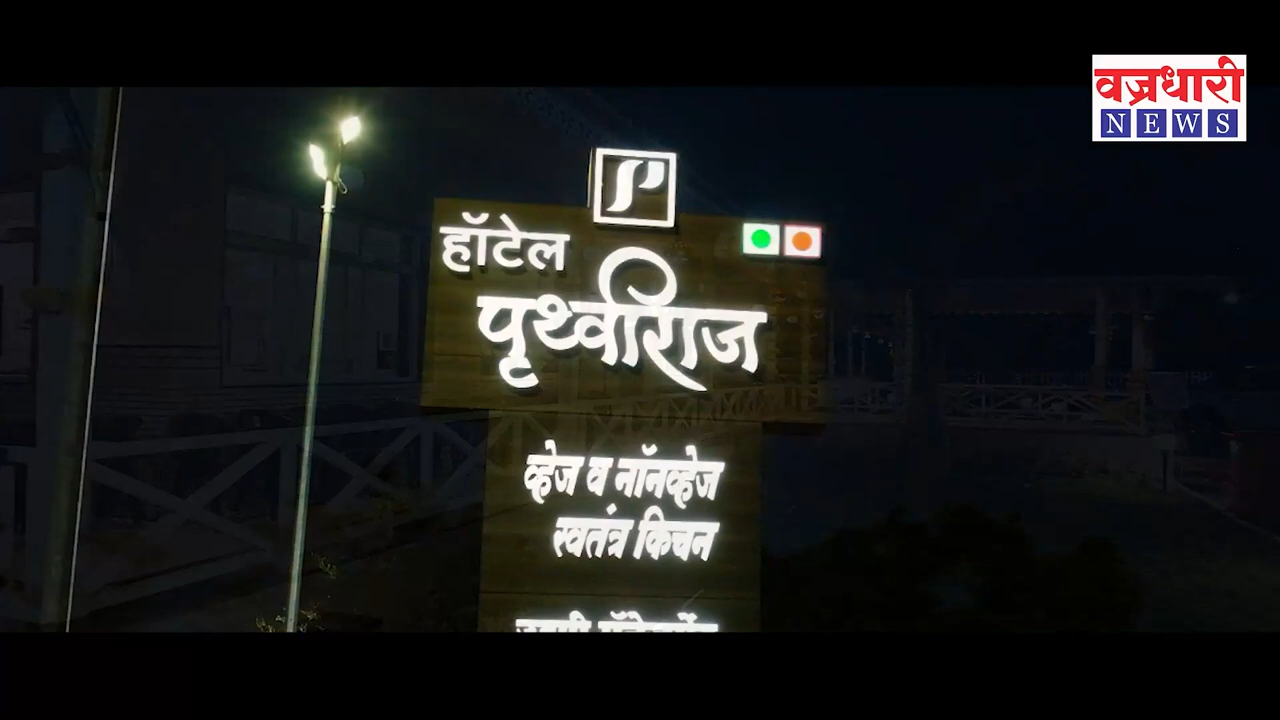 वज्रधारी
NEWS
P
हॉटेल
पृथ्वीराज
व्हेज व नॉनव्हेज
स्वतंत्र किचन